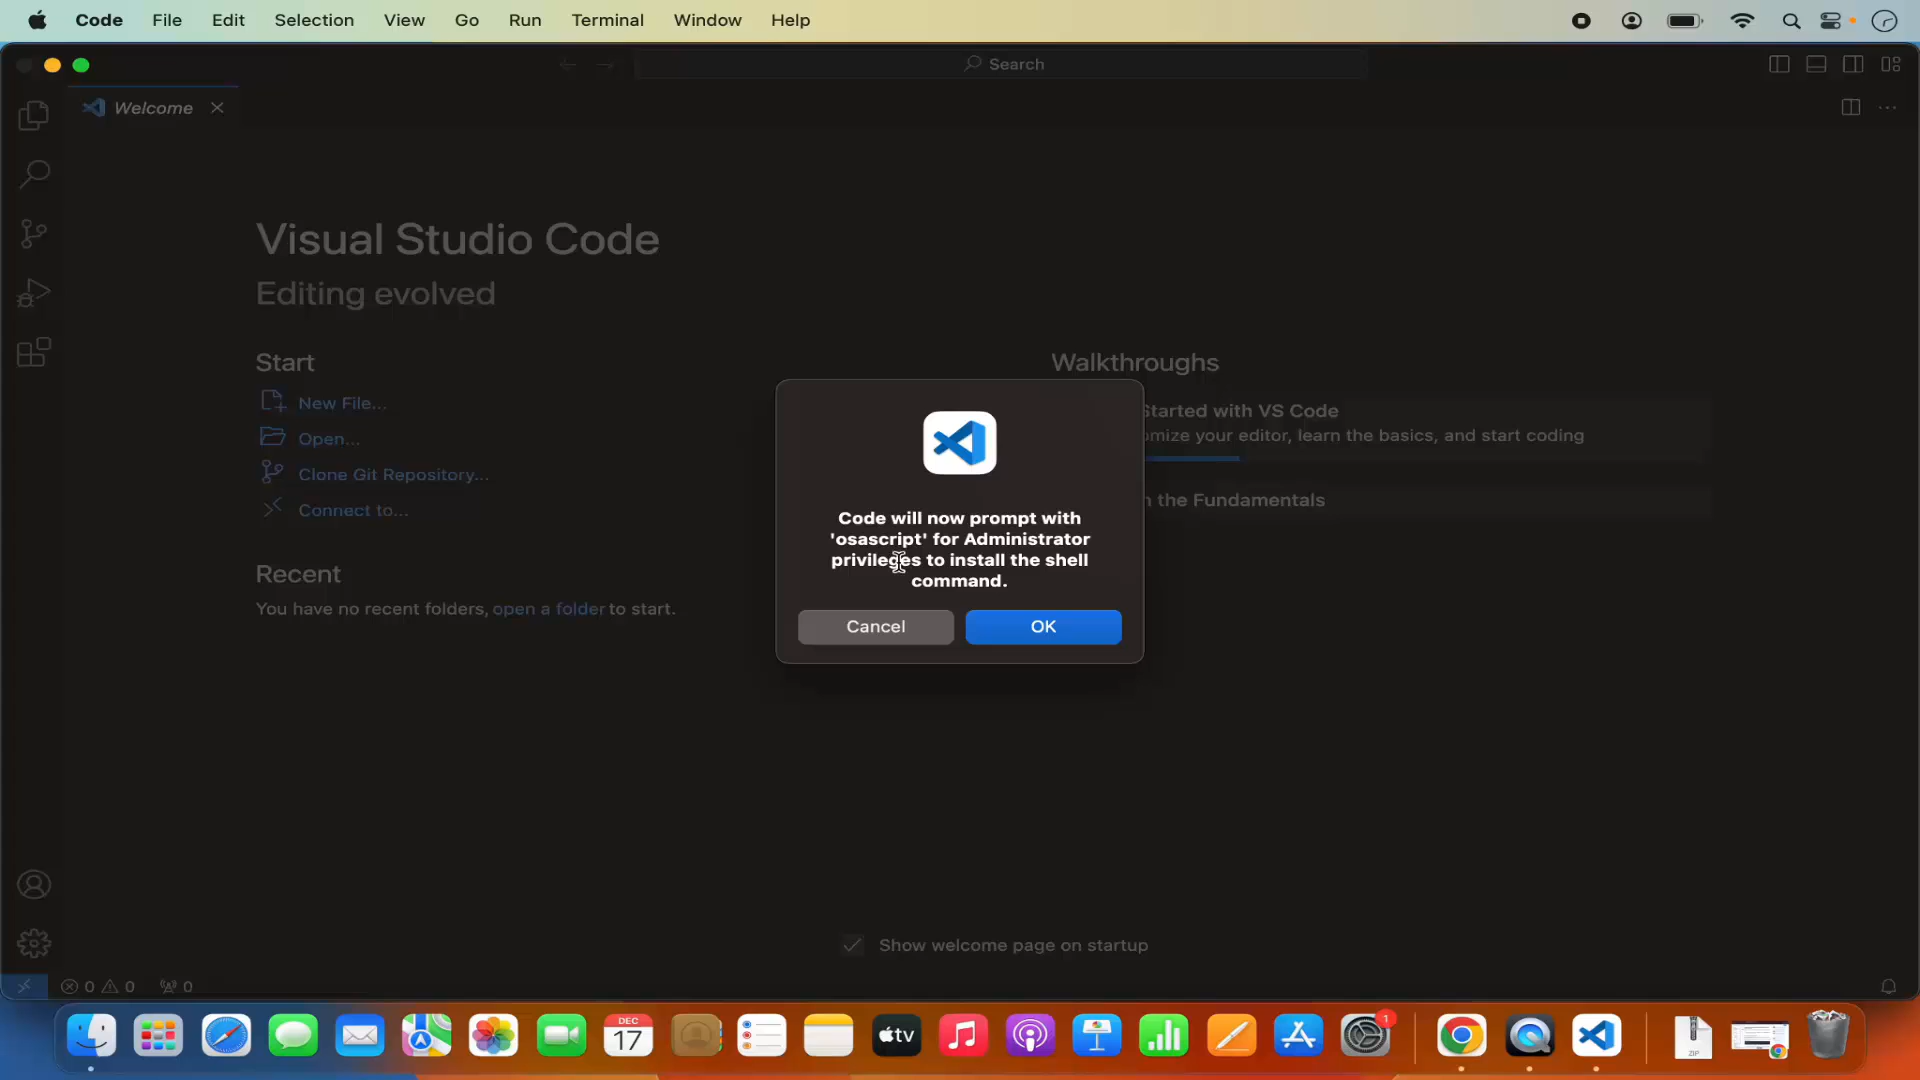 Code File Edit Selection View Go Run Terminal Window Help
Search
Welcome
Visual Studio Code
Editing evolved
Start
New File...
Open...
Clone Git Repository...
Connect to...
Recent
You have no recent folders, open a folder to start.
Walkthroughs
Started with VS Code
omize your editor, learn the basics, and start coding
the Fundamentals
Code will now prompt with
'osascript' for Administrator
privileges to install the shell
command.
Cancel OK
Show welcome page on startup
0 0 0
DEC
17
tv
1
ZIP